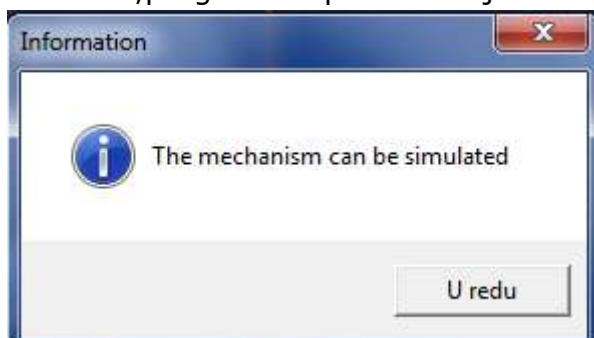 Information
The mechanism can be simulated
U redu